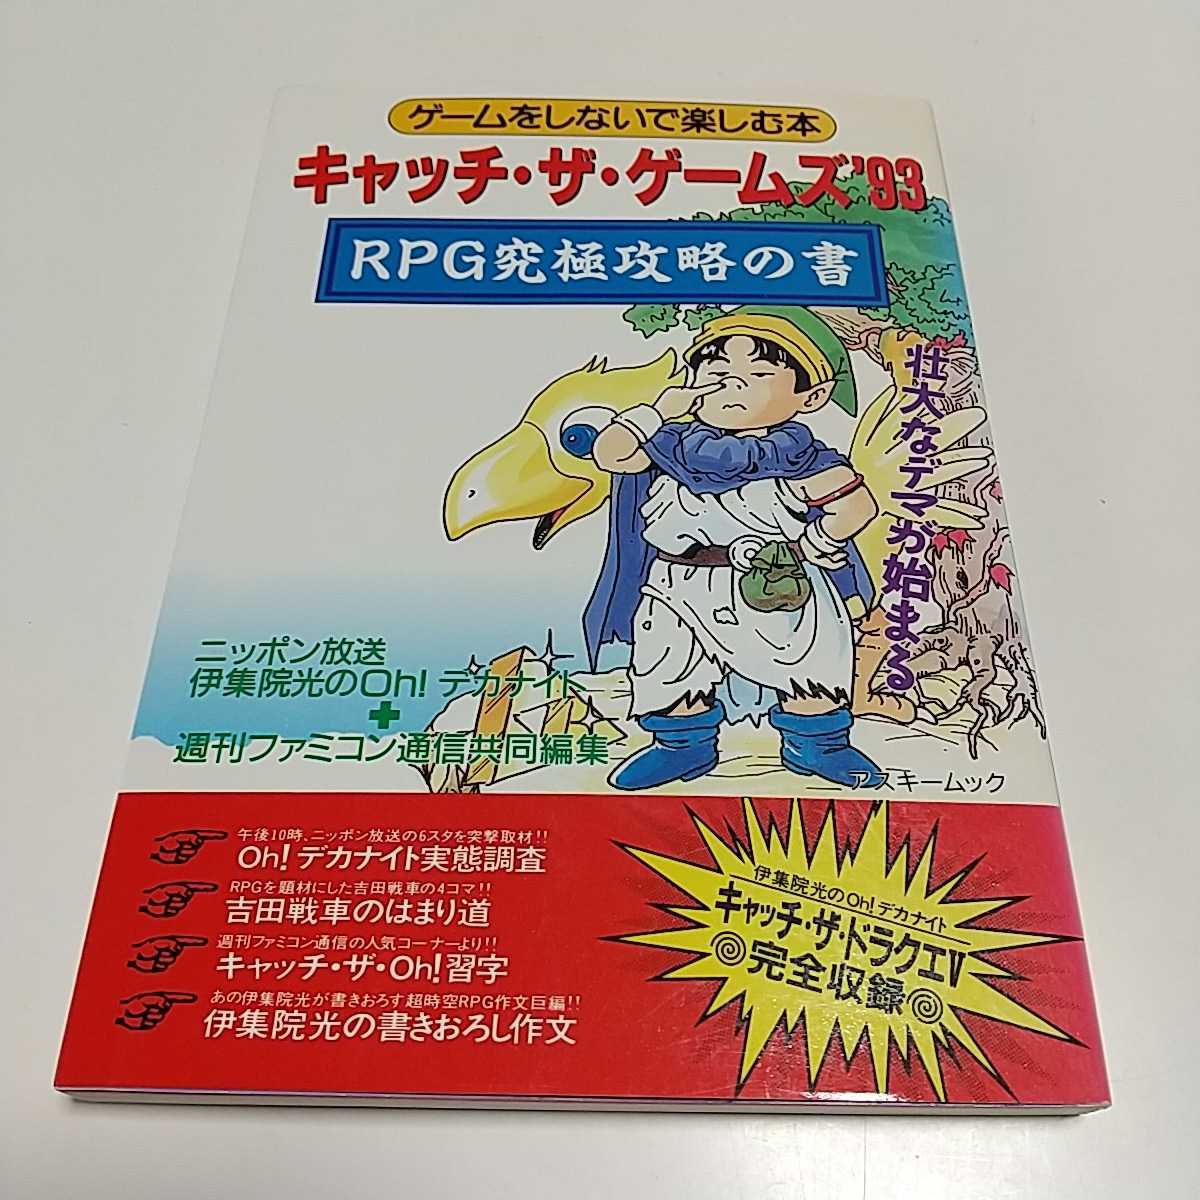 ゲームをしないで楽しむ本
キャッチ・ザ・ゲームズ'93
RPG究極攻略の書
壮大なデマが始まる
ニッポン放送
伊集院光のOh!デカナイト
+
週刊ファミコン通信共同編集
アスキームック
午後10時、ニッポン放送の6スタを突撃取材!!
Oh!デカナイト実態調査
RPGを題材にした吉田戦車の4コマ!!
吉田戦車のはまり道
週刊ファミコン通信の人気コーナーより!!
キャッチ・ザ・Oh!習字
あの伊集院光が書きおろす超時空RPG作文巨編!!
伊集院光の書きおろし作文
伊集院光のOh!デカナイト
キャッチ・ザ・ドラクエV
完全収録